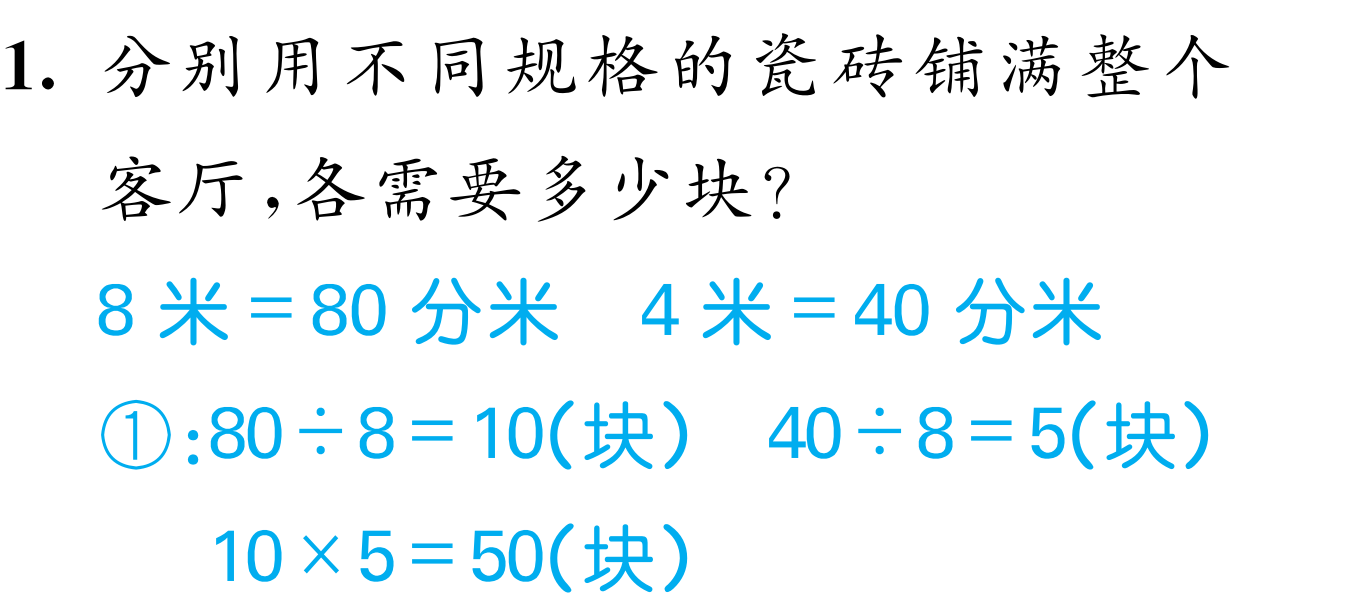 1. 分别用不同规格的瓷砖铺满整个
客厅,各需要多少块?
8 米=80 分米 4 米=40 分米
①:80÷8=10(块) 40÷8=5(块)
10×5=50(块)